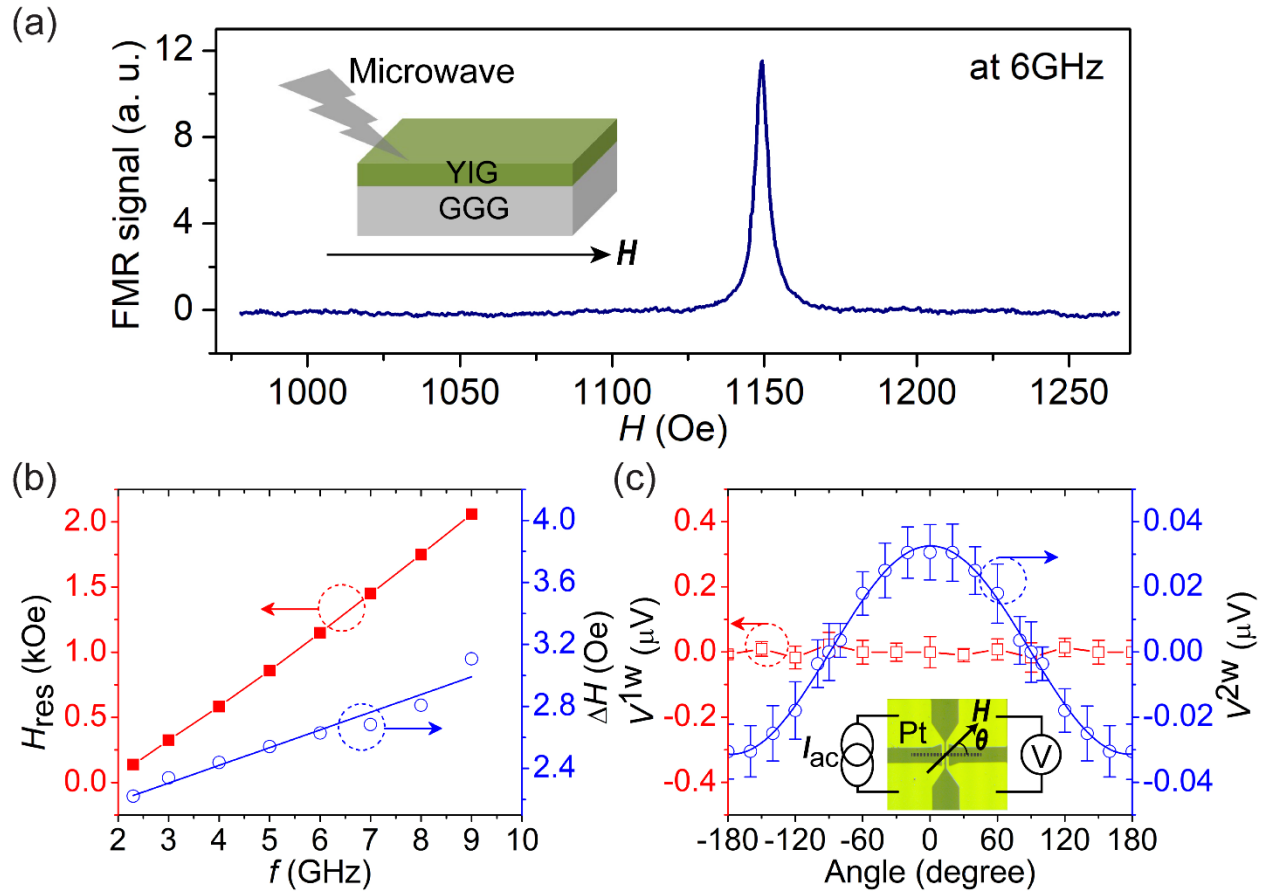 (a)
FMR signal (a. u.)
12
8
4
0
Microwave
at 6GHz
YIG
GGG
H
1000 1050 1100 1150 1200 1250
H (Oe)
(b)
H_res (kOe)
2.0
1.5
1.0
0.5
0.0
4.0
3.6
3.2
2.8
2.4
ΔH (Oe)
2 3 4 5 6 7 8 9 10
f (GHz)
(c)
V^1w (μV)
0.4
0.2
0.0
-0.2
-0.4
0.04
0.02
0.00
-0.02
-0.04
V^2w (μV)
I_ac
Pt
H
θ
V
-180 -120 -60 0 60 120 180
Angle (degree)